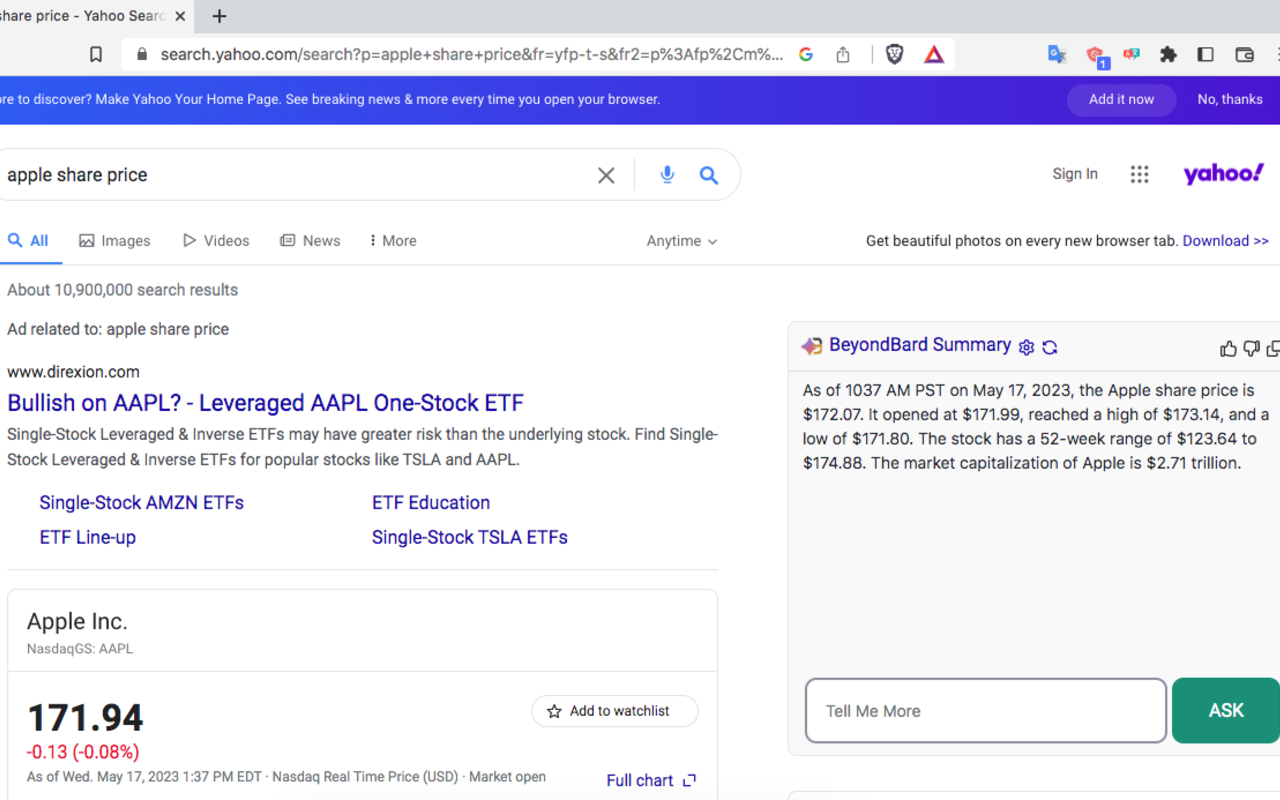 share price - Yahoo Searc
search.yahoo.com/search?p=apple+share+price&fr=yfp-t-s&fr2=p%3Afp%2Cm%...
1
ore to discover? Make Yahoo Your Home Page. See breaking news & more every time you open your browser.
Add it now
No, thanks
apple share price
Sign In
yahoo!
All
Images
Videos
News
More
Anytime
Get beautiful photos on every new browser tab. Download >>
About 10,900,000 search results
Ad related to: apple share price
www.direxion.com
Bullish on AAPL? - Leveraged AAPL One-Stock ETF
Single-Stock Leveraged & Inverse ETFs may have greater risk than the underlying stock. Find Single-
Stock Leveraged & Inverse ETFs for popular stocks like TSLA and AAPL.
Single-Stock AMZN ETFs
ETF Education
ETF Line-up
Single-Stock TSLA ETFs
Apple Inc.
NasdaqGS: AAPL
171.94
Add to watchlist
-0.13 (-0.08%)
As of Wed. May 17, 2023 1:37 PM EDT · Nasdaq Real Time Price (USD) · Market open
Full chart
BeyondBard Summary
As of 1037 AM PST on May 17, 2023, the Apple share price is
$172.07. It opened at $171.99, reached a high of $173.14, and a
low of $171.80. The stock has a 52-week range of $123.64 to
$174.88. The market capitalization of Apple is $2.71 trillion.
Tell Me More
ASK